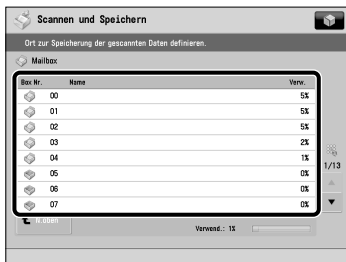 Scannen und Speichern
Ort zur Speicherung der gescannten Daten definieren.
Mailbox
Box Nr. Name Verw.
00 5%
01 5%
02 5%
03 2%
04 1%
05 0%
06 0%
07 0%
1/13
N.oben
Verwend.: 1%